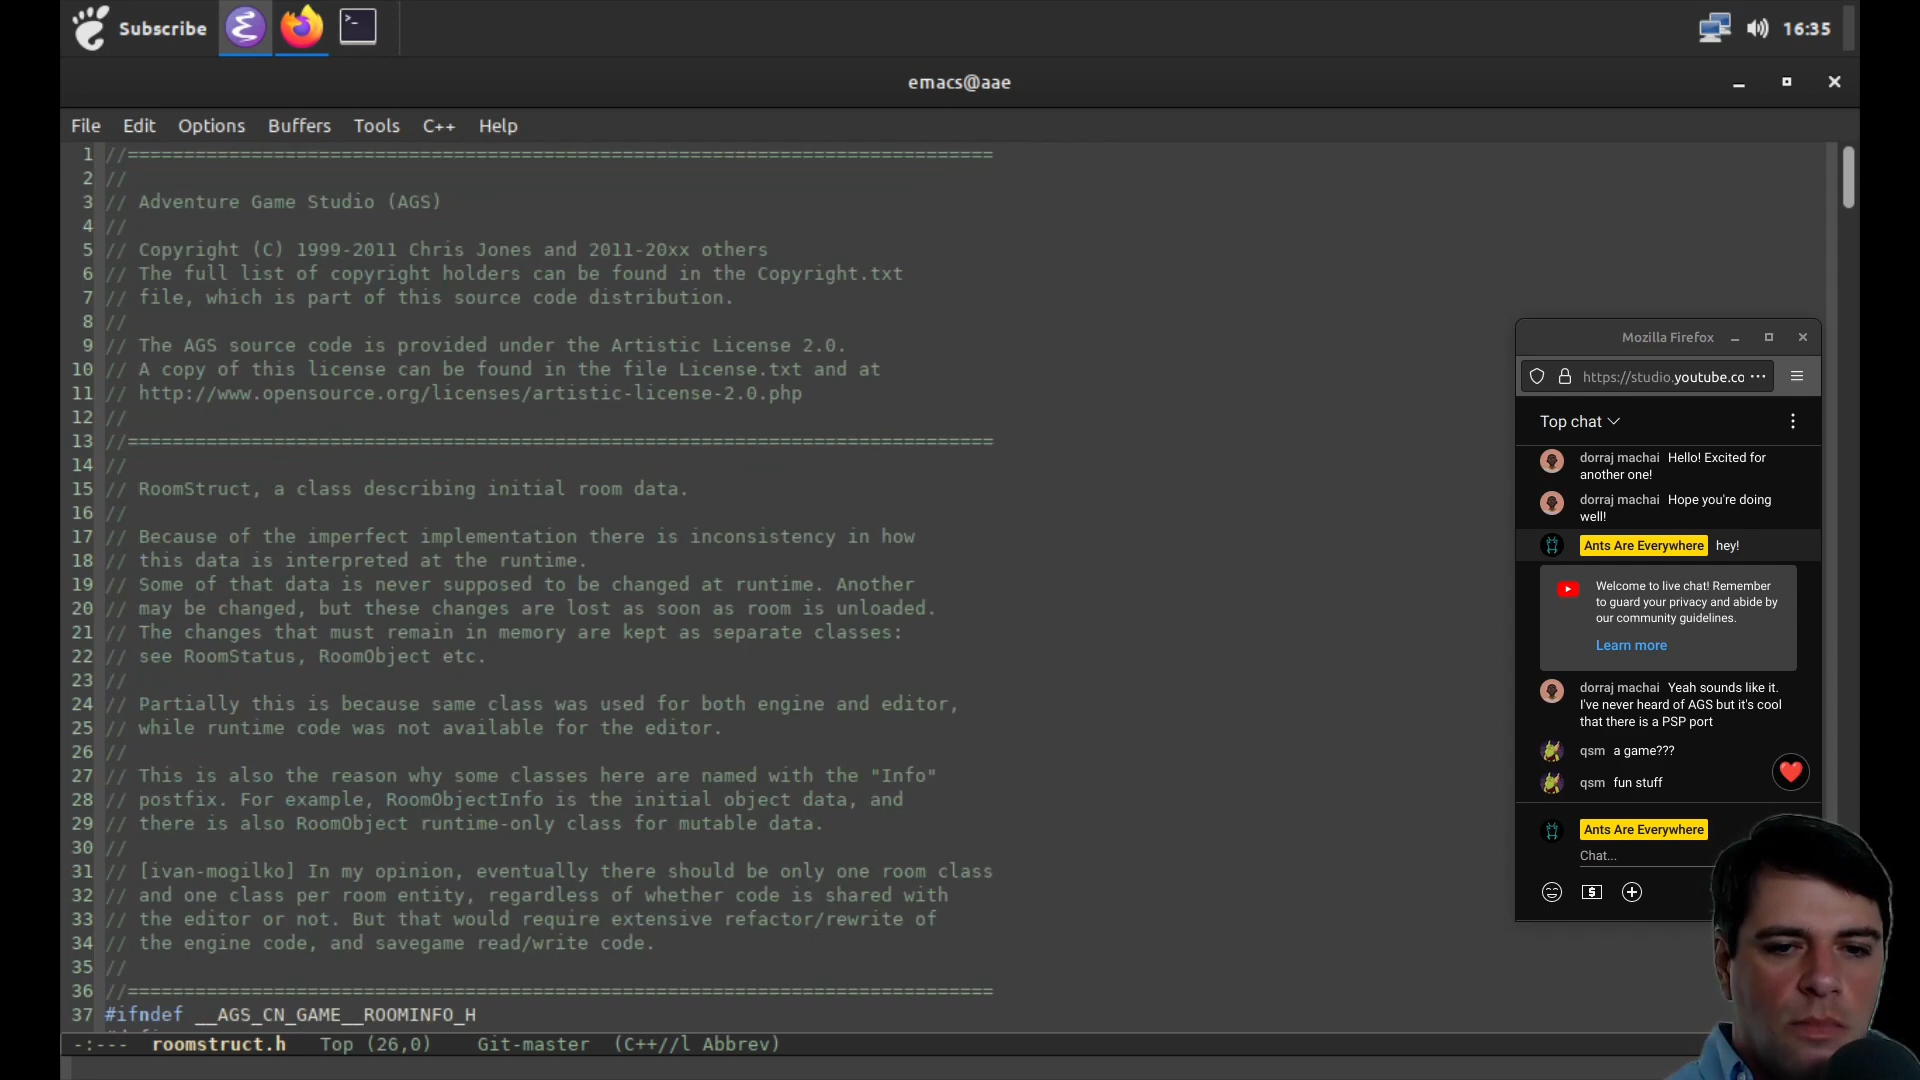 Subscribe
16:35
emacs@aae
File Edit Options Buffers Tools C++ Help
1 //=============================================================================
2 //
3 // Adventure Game Studio (AGS)
4 //
5 // Copyright (C) 1999-2011 Chris Jones and 2011-20xx others
6 // The full list of copyright holders can be found in the Copyright.txt
7 // file, which is part of this source code distribution.
8 //
9 // The AGS source code is provided under the Artistic License 2.0.
10 // A copy of this license can be found in the file License.txt and at
11 // http://www.opensource.org/licenses/artistic-license-2.0.php
12 //
13 //=============================================================================
14 //
15 // RoomStruct, a class describing initial room data.
16 //
17 // Because of the imperfect implementation there is inconsistency in how
18 // this data is interpreted at the runtime.
19 // Some of that data is never supposed to be changed at runtime. Another
20 // may be changed, but these changes are lost as soon as room is unloaded.
21 // The changes that must remain in memory are kept as separate classes:
22 // see RoomStatus, RoomObject etc.
23 //
24 // Partially this is because same class was used for both engine and editor,
25 // while runtime code was not available for the editor.
26 //
27 // This is also the reason why some classes here are named with the "Info"
28 // postfix. For example, RoomObjectInfo is the initial object data, and
29 // there is also RoomObject runtime-only class for mutable data.
30 //
31 // [ivan-mogilko] In my opinion, eventually there should be only one room class
32 // and one class per room entity, regardless of whether code is shared with
33 // the editor or not. But that would require extensive refactor/rewrite of
34 // the engine code, and savegame read/write code.
35 //
36 //=============================================================================
37 #ifndef __AGS_CN_GAME__ROOMINFO_H
-:--- roomstruct.h Top (26,0) Git-master (C++//l Abbrev)
Mozilla Firefox
https://studio.youtube.co
Top chat
dorraj machai Hello! Excited for
another one!
dorraj machai Hope you're doing
well!
Ants Are Everywhere hey!
Welcome to live chat! Remember
to guard your privacy and abide by
our community guidelines.
Learn more
dorraj machai Yeah sounds like it.
I've never heard of AGS but it's cool
that there is a PSP port
qsm a game???
qsm fun stuff
Ants Are Everywhere
Chat...